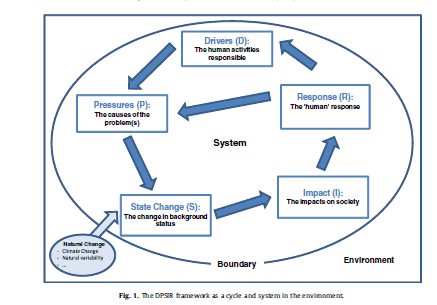 Drivers (D):
The human activities
responsible
Pressures (P):
The causes of the
problem(s)
Response (R):
The 'human' response
System
State Change (S):
The change in background
status
Impact (I):
The impacts on society
Natural Change
- Climate Change
- Natural variability
- ...
Boundary
Environment
Fig. 1. The DPSIR framework as a cycle and system in the environment.